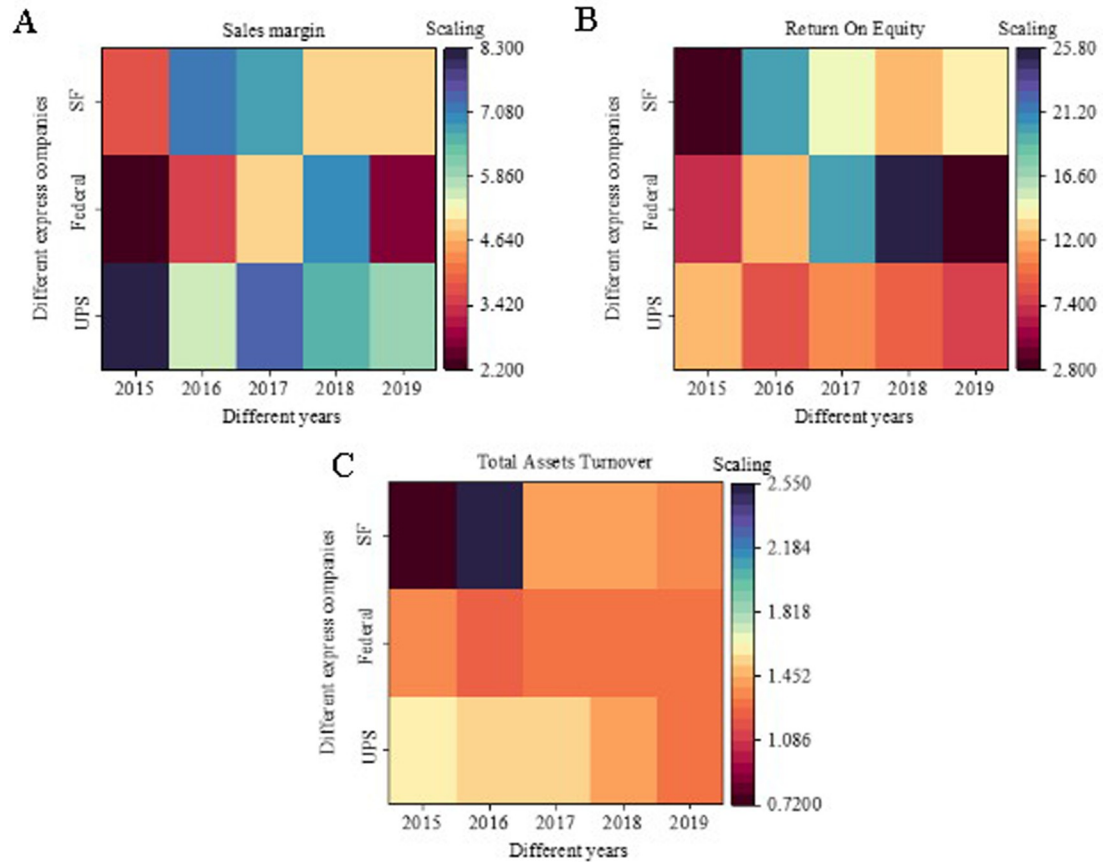 A
Sales margin
Scaling
Different express companies
SF
Federal
UPS
8.300
7.080
5.860
4.640
3.420
2.200
2015 2016 2017 2018 2019
Different years
B
Return On Equity
Scaling
Different express companies
SF
Federal
UPS
25.80
21.20
16.60
12.00
7.400
2.800
2015 2016 2017 2018 2019
Different years
C
Total Assets Turnover
Scaling
Different express companies
SF
Federal
UPS
2.550
2.184
1.818
1.452
1.086
0.7200
2015 2016 2017 2018 2019
Different years